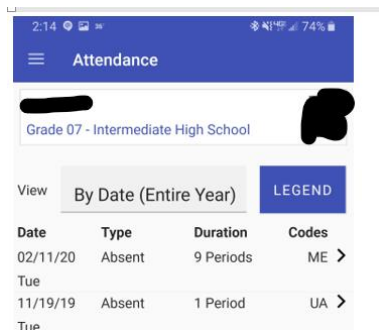 2:14 36° 74%
Attendance
Grade 07 - Intermediate High School
View By Date (Entire Year) LEGEND
Date Type Duration Codes
02/11/20 Absent 9 Periods ME
Tue
11/19/19 Absent 1 Period UA
Tue